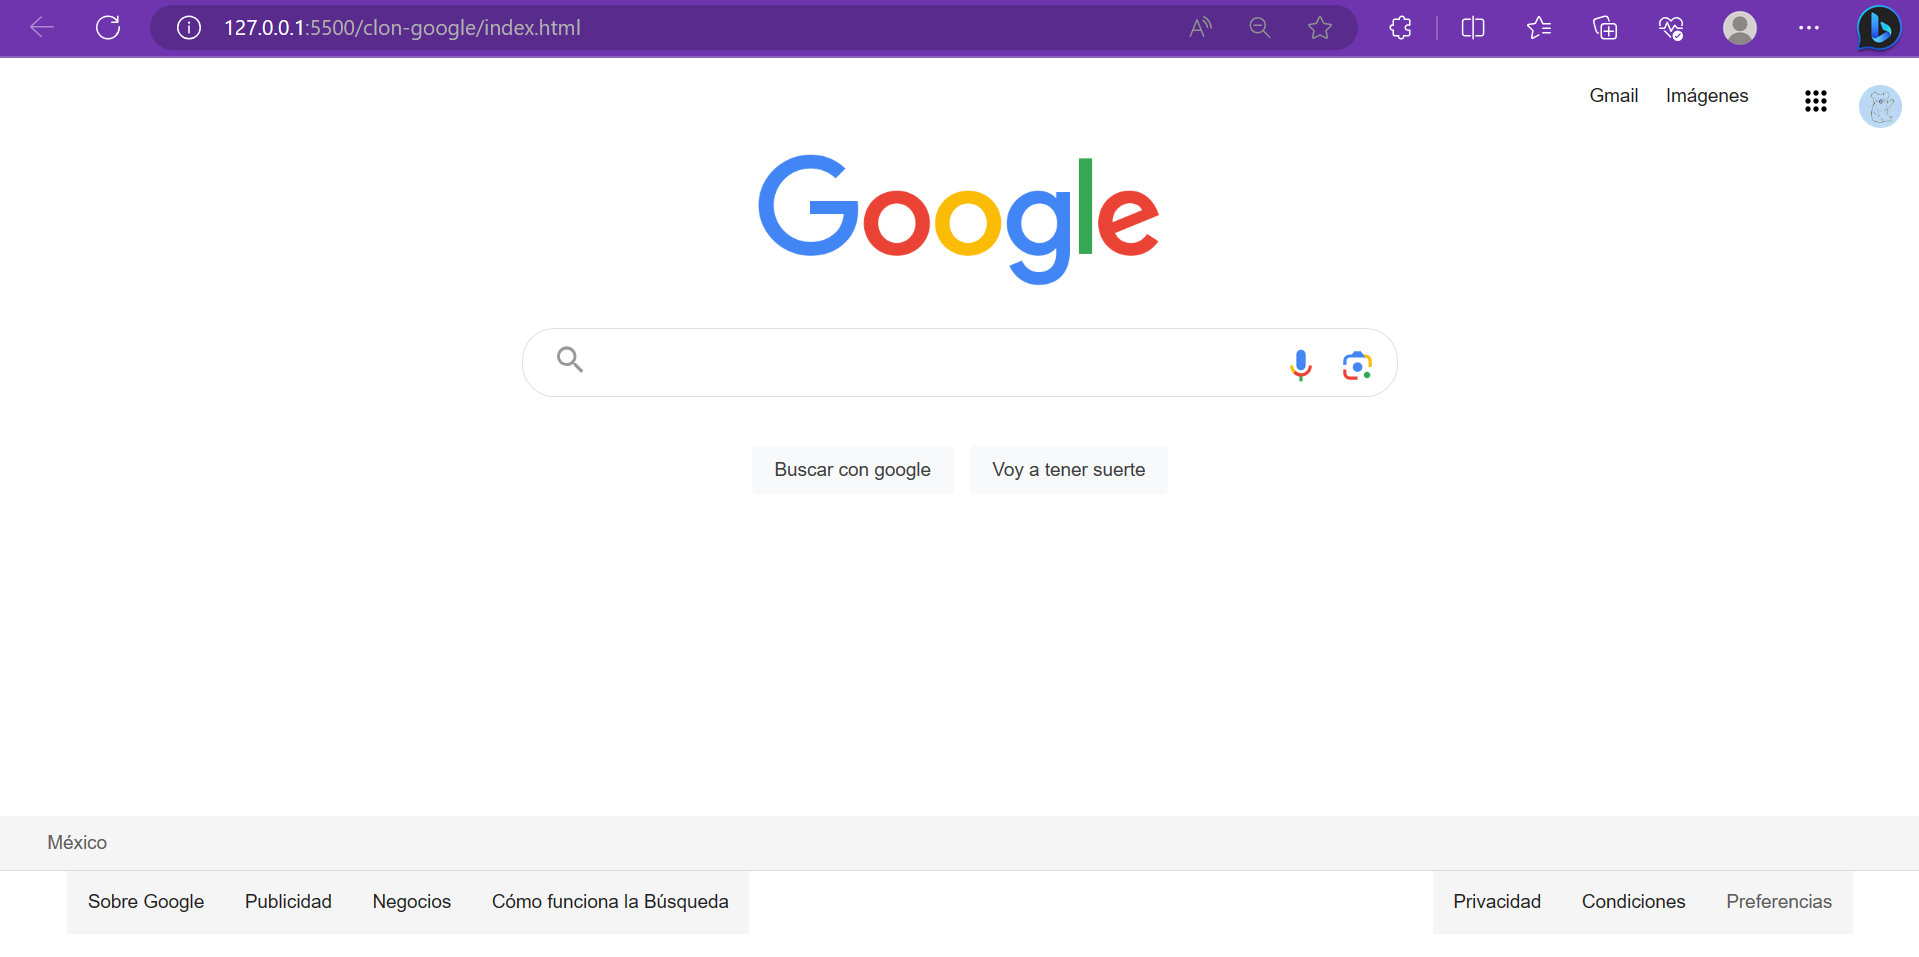 127.0.0.1:5500/clon-google/index.html
Gmail Imágenes
Google
Buscar con google Voy a tener suerte
México
Sobre Google Publicidad Negocios Cómo funciona la Búsqueda Privacidad Condiciones Preferencias